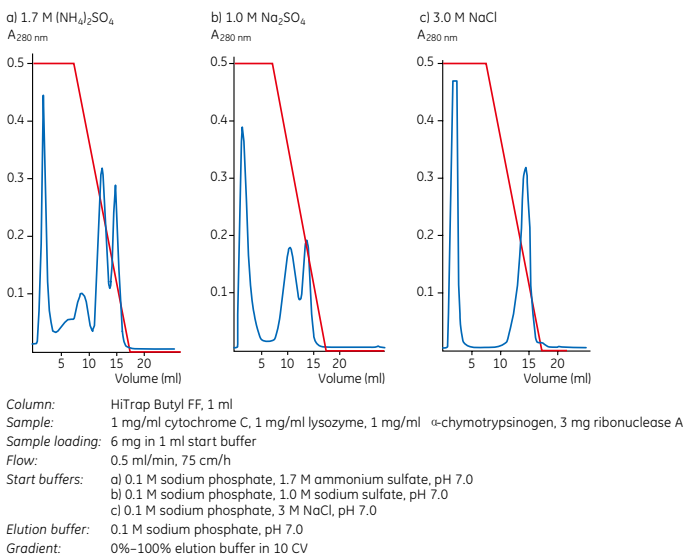 a) 1.7 M (NH₄)₂SO₄
A₂₈₀ ₙₘ
0.5
0.4
0.3
0.2
0.1
5 10 15 20
Volume (ml)
b) 1.0 M Na₂SO₄
A₂₈₀ ₙₘ
0.5
0.4
0.3
0.2
0.1
5 10 15 20
Volume (ml)
c) 3.0 M NaCl
A₂₈₀ ₙₘ
0.5
0.4
0.3
0.2
0.1
5 10 15 20
Volume (ml)
Column: HiTrap Butyl FF, 1 ml
Sample: 1 mg/ml cytochrome C, 1 mg/ml lysozyme, 1 mg/ml α-chymotrypsinogen, 3 mg ribonuclease A
Sample loading: 6 mg in 1 ml start buffer
Flow: 0.5 ml/min, 75 cm/h
Start buffers: a) 0.1 M sodium phosphate, 1.7 M ammonium sulfate, pH 7.0
b) 0.1 M sodium phosphate, 1.0 M sodium sulfate, pH 7.0
c) 0.1 M sodium phosphate, 3 M NaCl, pH 7.0
Elution buffer: 0.1 M sodium phosphate, pH 7.0
Gradient: 0%–100% elution buffer in 10 CV